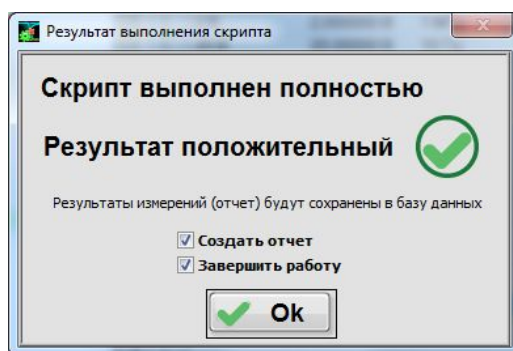 Результат выполнения скрипта
Скрипт выполнен полностью
Результат положительный
Результаты измерений (отчет) будут сохранены в базу данных
Создать отчет
Завершить работу
Ok